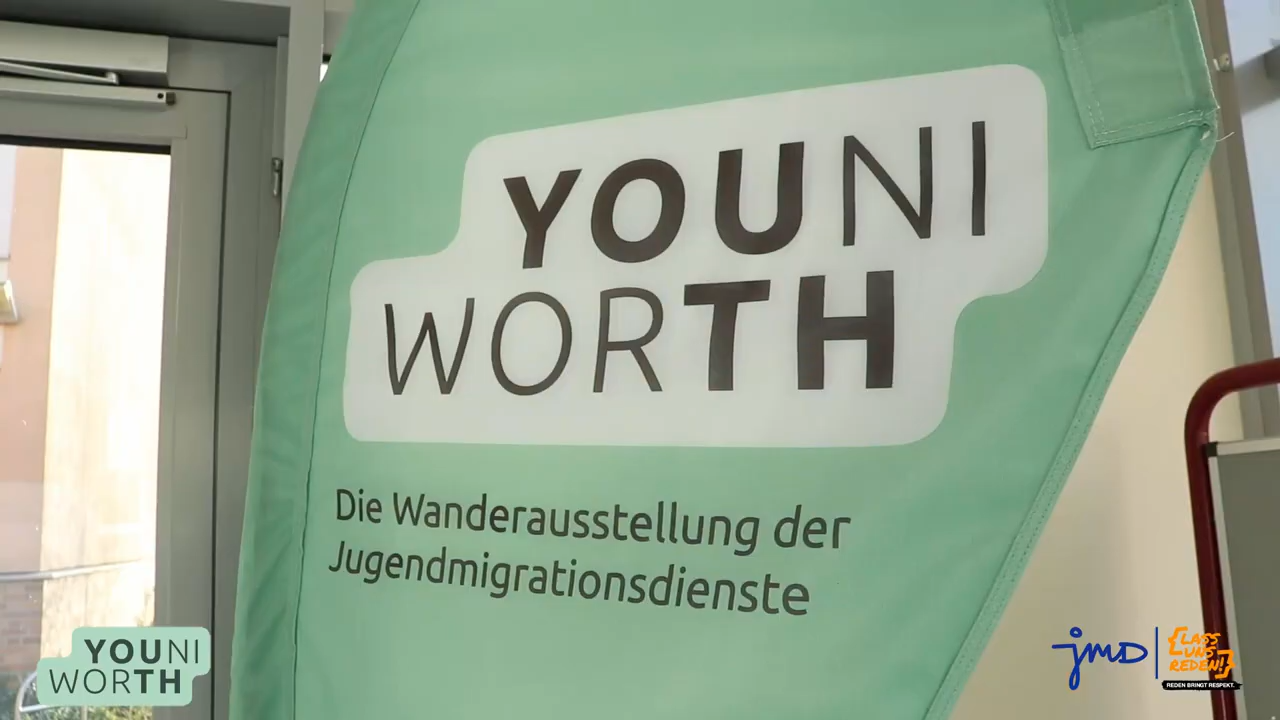 YOUNI
WORTH
Die Wanderausstellung der
Jugendmigrationsdienste
YOUNI
WORTH
jmD
LASS
UNS
REDEN!
REDEN BRINGT RESPEKT.